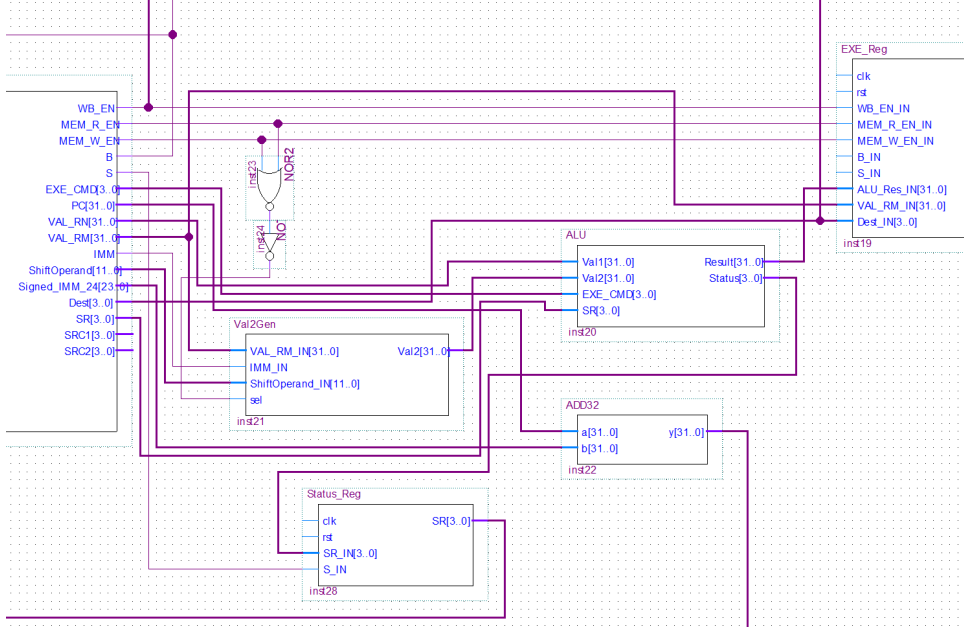 WB_EN
MEM_R_EN
MEM_W_EN
B
S
EXE_CMD[3..0]
PC[31..0]
VAL_RN[31..0]
VAL_RM[31..0]
IMM
ShiftOperand[11..0]
Signed_IMM_24[23..0]
Dest[3..0]
SR[3..0]
SRC1[3..0]
SRC2[3..0]
NOR2
inst23
inst24
Val2Gen
VAL_RM_IN[31..0]
IMM_IN
ShiftOperand_IN[11..0]
sel
Val2[31..0]
inst21
Status_Reg
clk
rst
SR_IN[3..0]
S_IN
SR[3..0]
inst28
ALU
Val1[31..0]
Val2[31..0]
EXE_CMD[3..0]
SR[3..0]
Result[31..0]
Status[3..0]
inst20
ADD32
a[31..0]
b[31..0]
y[31..0]
inst22
EXE_Reg
clk
rst
WB_EN_IN
MEM_R_EN_IN
MEM_W_EN_IN
B_IN
S_IN
ALU_Res_IN[31..0]
VAL_RM_IN[31..0]
Dest_IN[3..0]
inst19